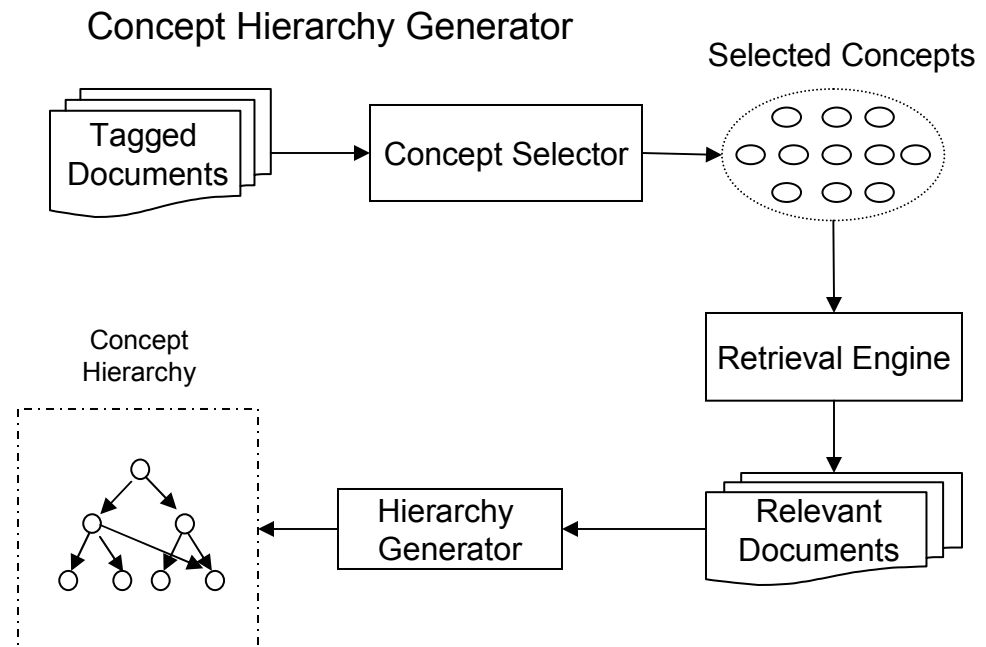 Concept Hierarchy Generator
Selected Concepts
Tagged
Documents
Concept Selector
Retrieval Engine
Concept
Hierarchy
Hierarchy
Generator
Relevant
Documents